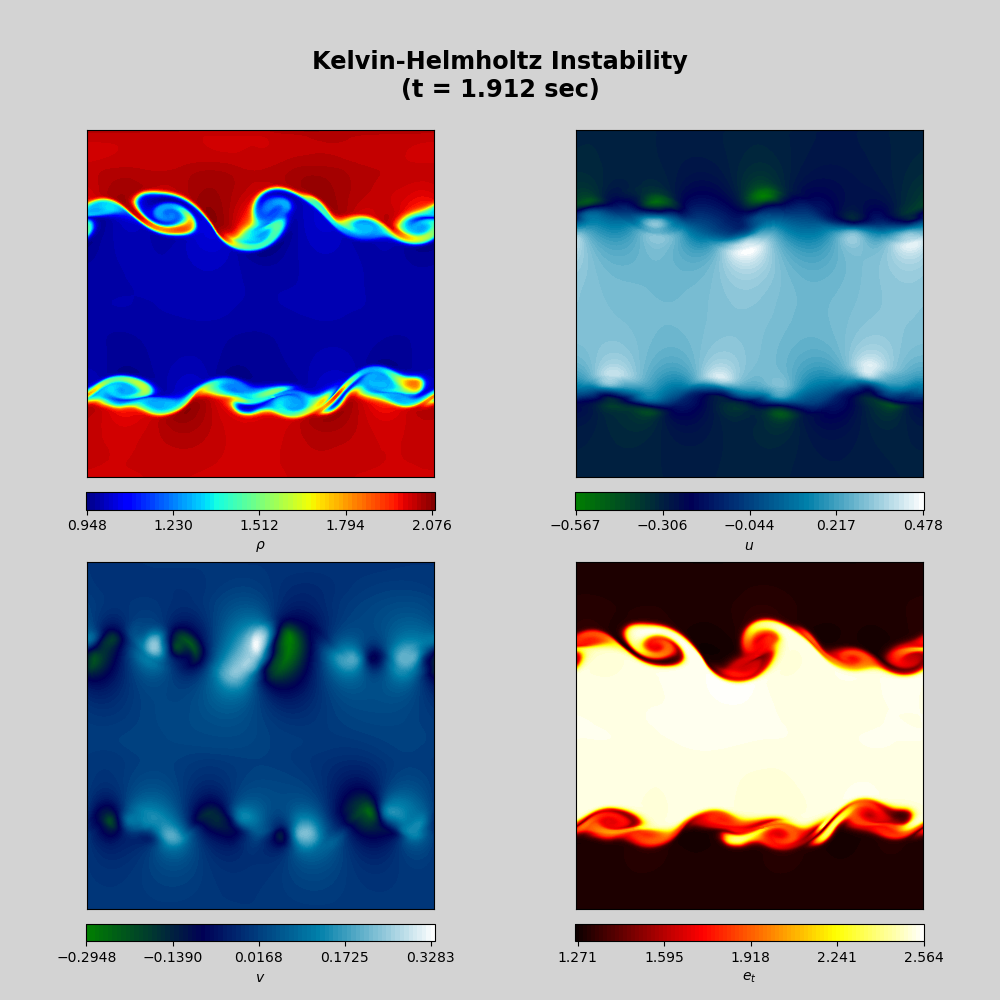 Kelvin-Helmholtz Instability
(t = 1.912 sec)
0.948 1.230 1.512 1.794 2.076
ρ
−0.567 −0.306 −0.044 0.217 0.478
u
−0.2948 −0.1390 0.0168 0.1725 0.3283
v
1.271 1.595 1.918 2.241 2.564
eₜ